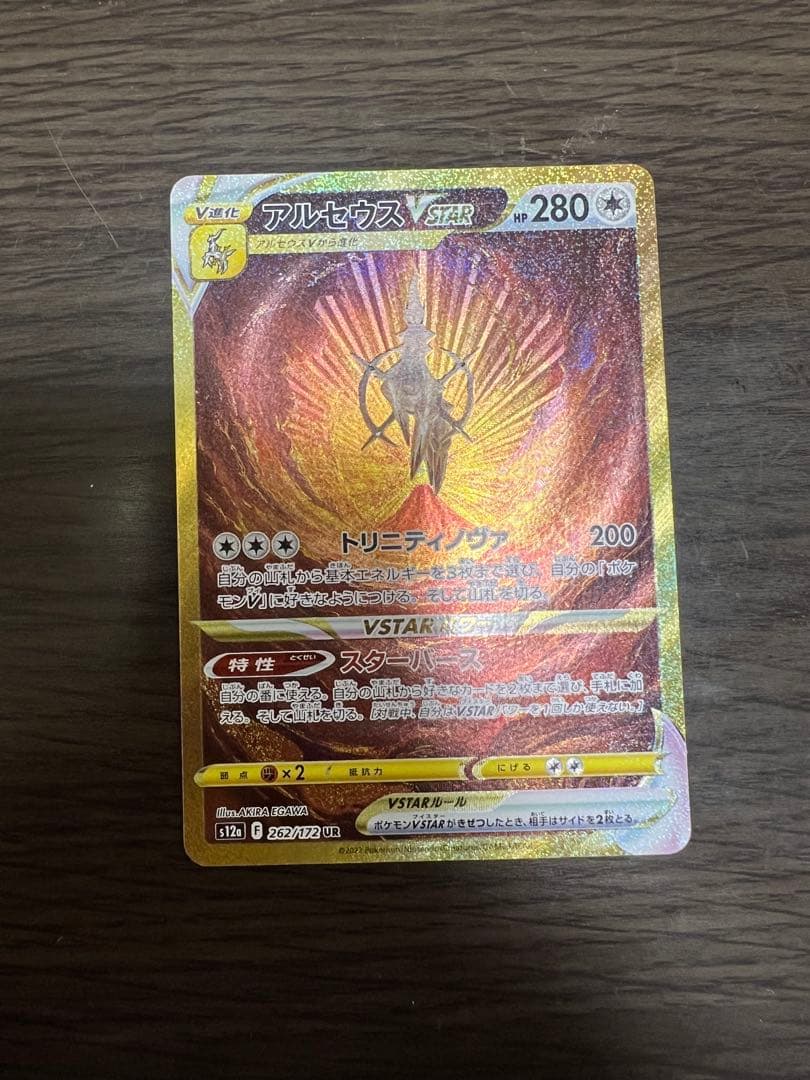 V進化
アルセウスVSTAR HP 280
アルセウスVから進化
トリニティノヴァ 200
自分の山札から基本エネルギーを3枚まで選び、自分の「ポケ
モンV」に好きなようにつける。そして山札を切る。
VSTARパワー
特性 とくせい スターバース
自分の番に使える。自分の山札から好きなカードを2枚まで選び、手札に加
える。そして山札を切る。[対戦中、自分はVSTARパワーを1回しか使えない。]
弱点 ×2 抵抗力 にげる
Illus. AKIRA EGAWA
VSTARルール
ポケモンVSTARがきぜつしたとき、相手はサイドを2枚とる。
s12a F 262/172 UR
©2022 Pokémon/Nintendo/Creatures/GAME FREAK